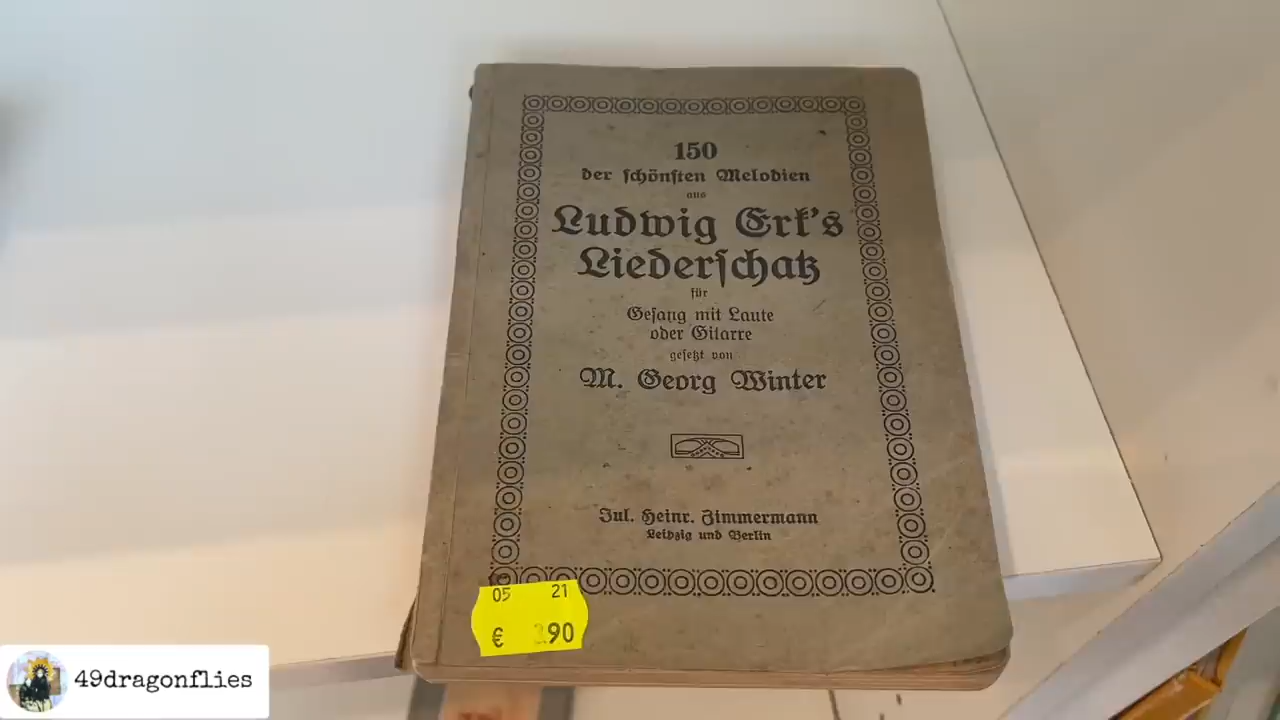 150
der schönsten Melodien
aus
Ludwig Erk's
Liederschatz
für
Gesang mit Laute
oder Gitarre
gesetzt von
M. Georg Winter
Jul. Heinr. Zimmermann
Leipzig und Berlin
05 21
€ 90
49dragonflies